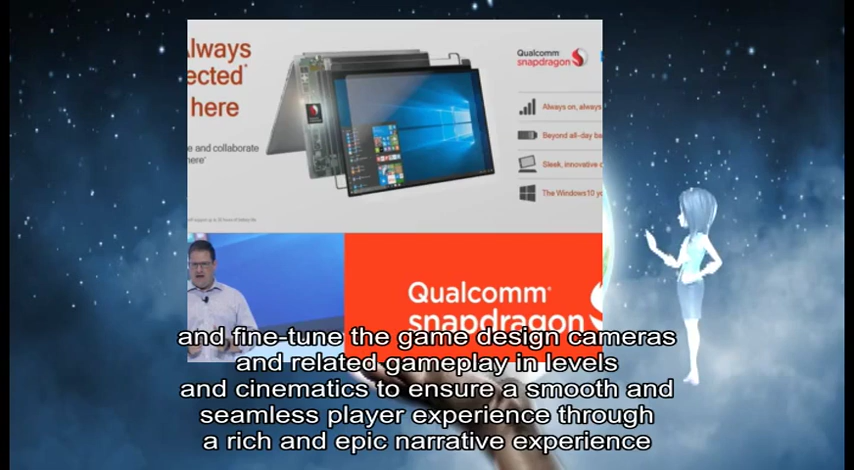 Always
ected*
here
e and collaborate
here*
Qualcomm
snapdragon
Always on, always
Beyond all-day ba
Sleek, innovative
The Windows10 yo
Qualcomm
snapdragon
and fine-tune the game design cameras
and related gameplay in levels
and cinematics to ensure a smooth and
seamless player experience through
a rich and epic narrative experience